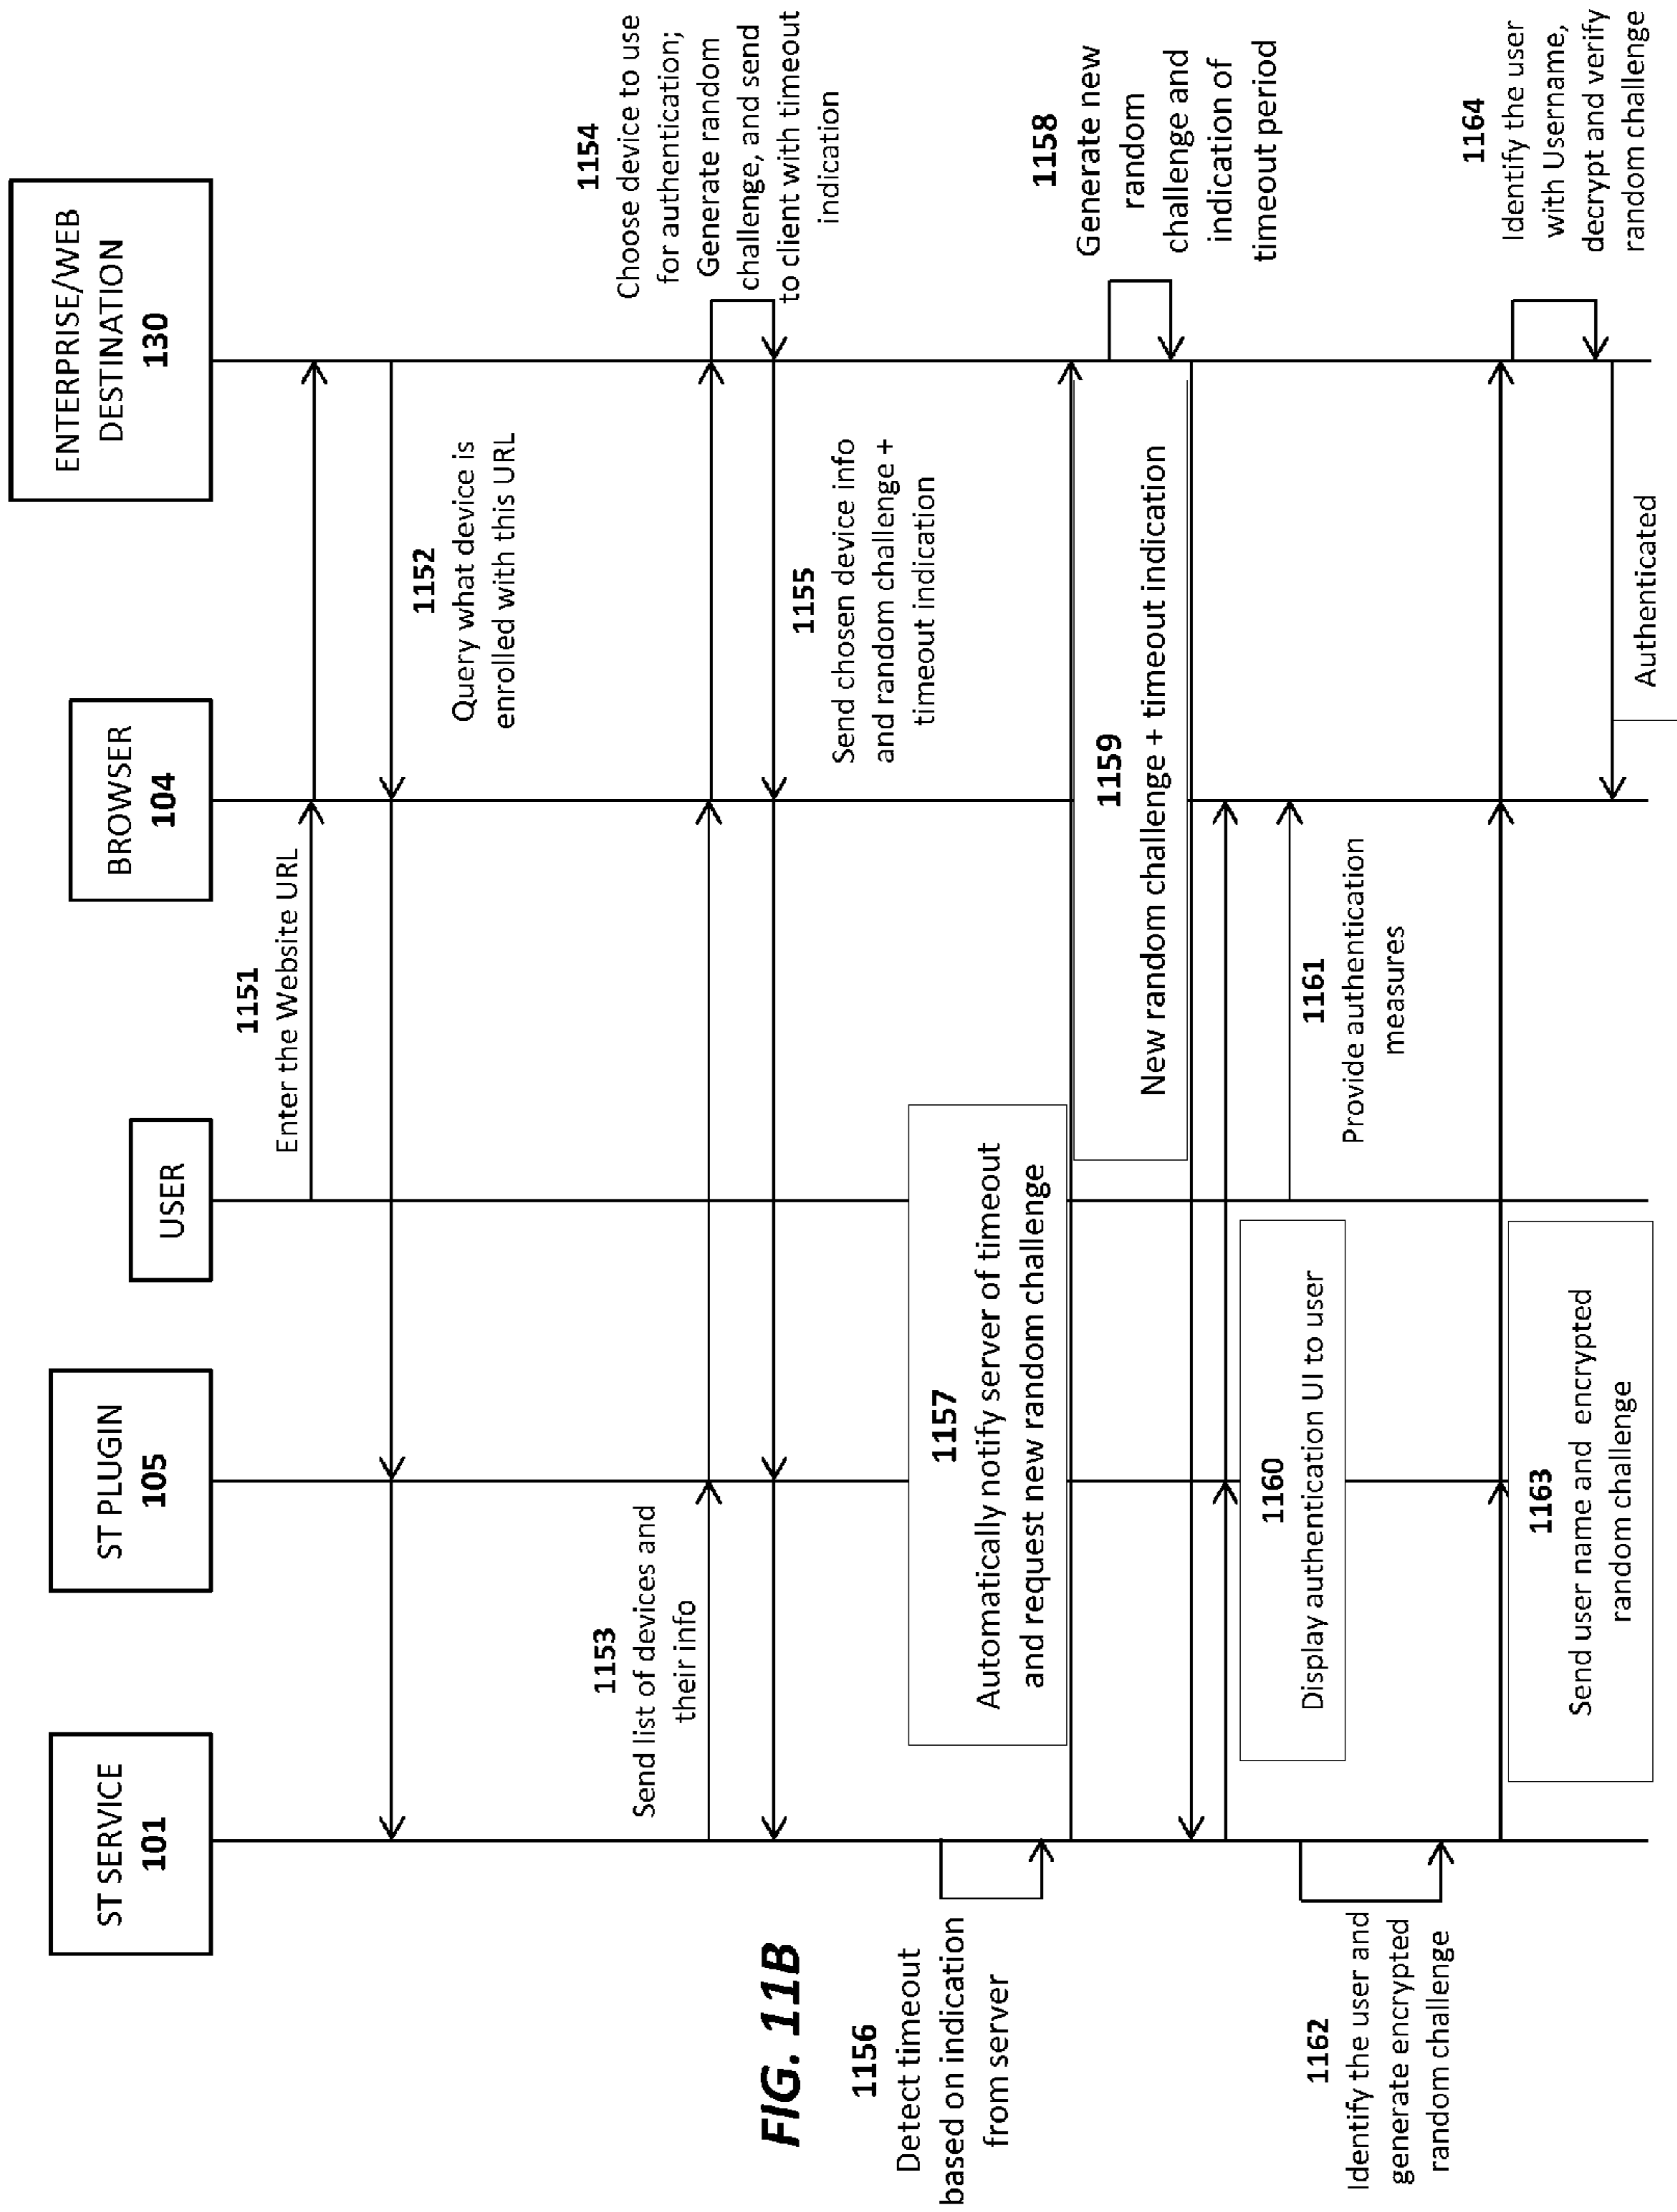 ST SERVICE
101
ST PLUGIN
105
USER
BROWSER
104
ENTERPRISE/WEB
DESTINATION
130
1151
Enter the Website URL
1152
Query what device is
enrolled with this URL
1153
Send list of devices and
their info
1154
Choose device to use
for authentication;
Generate random
challenge, and send
to client with timeout
indication
1155
Send chosen device info
and random challenge +
timeout indication
FIG. 11B
1156
Detect timeout
based on indication
from server
1157
Automatically notify server of timeout
and request new random challenge
1158
Generate new
random
challenge and
indication of
timeout period
1159
New random challenge + timeout indication
1160
Display authentication UI to user
1161
Provide authentication
measures
1162
Identify the user and
generate encrypted
random challenge
1163
Send user name and encrypted
random challenge
1164
Identify the user
with Username,
decrypt and verify
random challenge
Authenticated